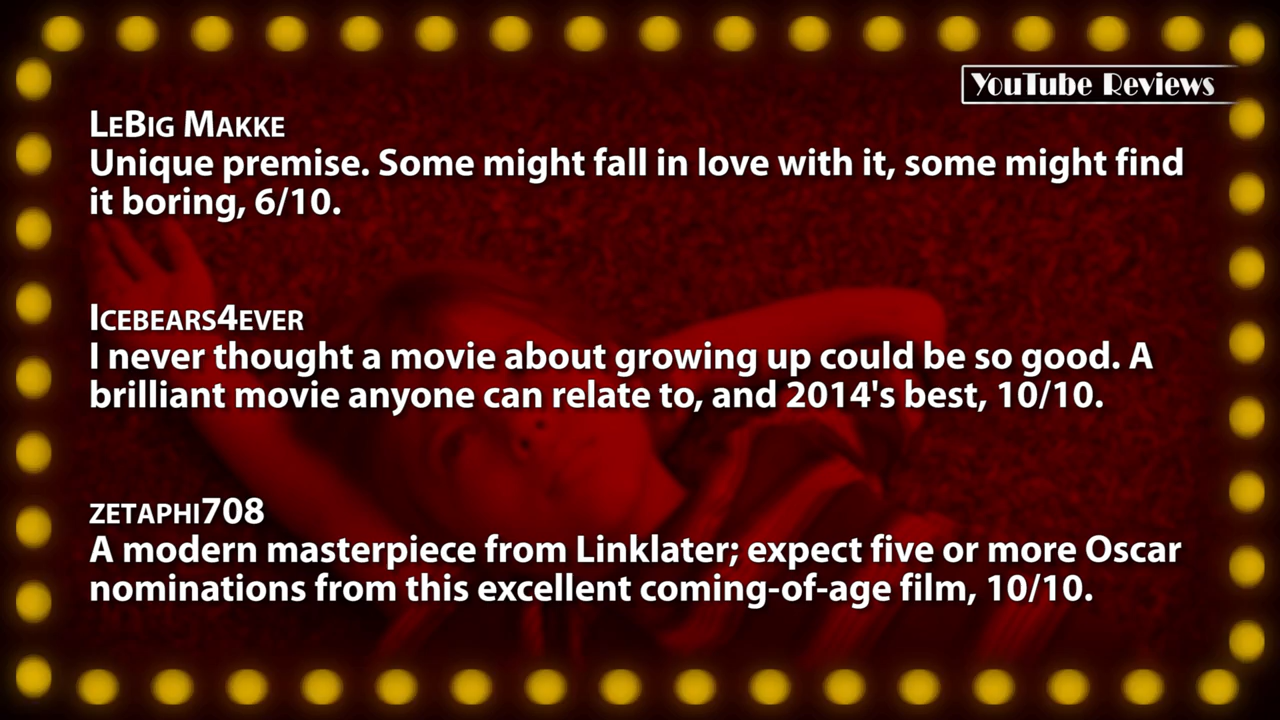 YouTube Reviews
LeBig Makke
Unique premise. Some might fall in love with it, some might find
it boring, 6/10.
Icebears4ever
I never thought a movie about growing up could be so good. A
brilliant movie anyone can relate to, and 2014's best, 10/10.
zetaphi708
A modern masterpiece from Linklater; expect five or more Oscar
nominations from this excellent coming-of-age film, 10/10.